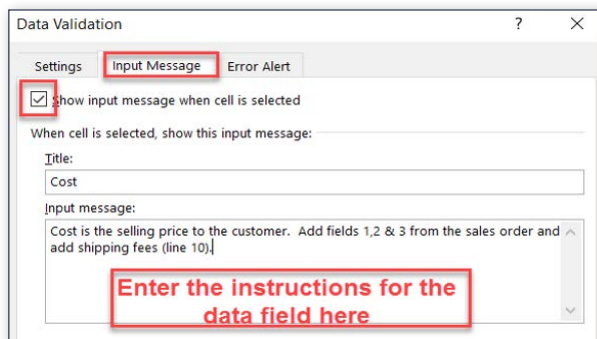 Data Validation ? ×
Settings Input Message Error Alert
Show input message when cell is selected
When cell is selected, show this input message:
Title:
Cost
Input message:
Cost is the selling price to the customer.  Add fields 1,2 & 3 from the sales order and
add shipping fees (line 10).
Enter the instructions for the
data field here